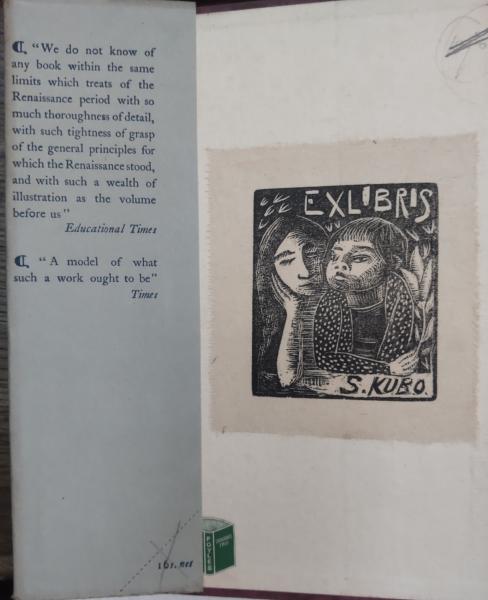 “We do not know of
any book within the same
limits which treats of the
Renaissance period with so
much thoroughness of detail,
with such tightness of grasp
of the general principles for
which the Renaissance stood,
and with such a wealth of
illustration as the volume
before us”
Educational Times
“A model of what
such a work ought to be”
Times
16s. net
EXLIBRIS
S. KUBO.
FOYLES